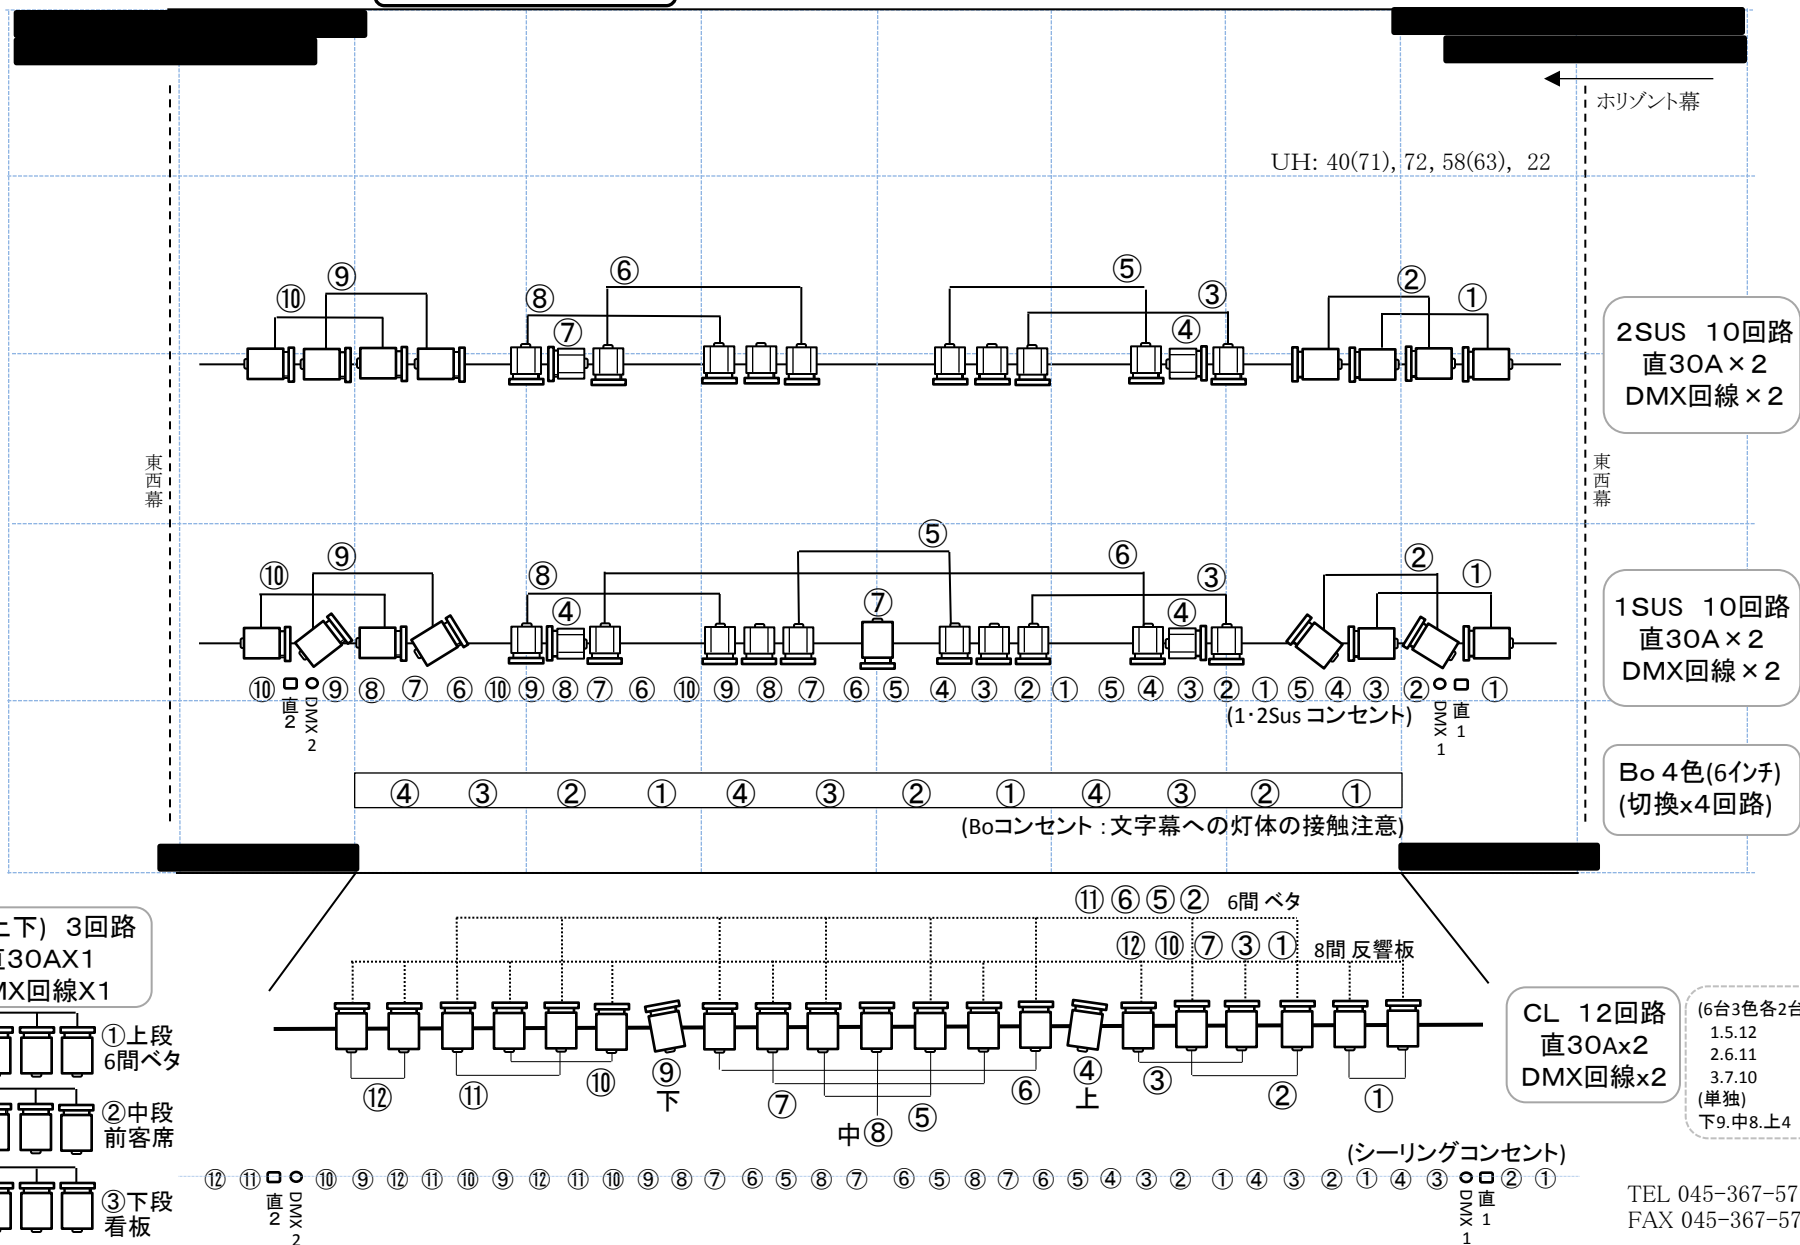 ホリゾント幕
UH: 40(71), 72, 58(63), 22
⑩ ⑨ ⑧ ⑦ ⑥ ⑤ ④ ③ ② ①
2SUS 10回路
直30A×2
DMX回線×2
東西幕
東西幕
⑩ ⑨ ⑧ ④ ⑤ ⑦ ⑥ ④ ③ ② ①
1SUS 10回路
直30A×2
DMX回線×2
⑩ 直2 DMX 2 ⑨ ⑧ ⑦ ⑥ ⑩ ⑨ ⑧ ⑦ ⑥ ⑩ ⑨ ⑧ ⑦ ⑥ ⑤ ④ ③ ② ① ⑤ ④ ③ ② ① ⑤ ④ ③ ② DMX 1 直1 ①
(1･2Sus コンセント)
④ ③ ② ① ④ ③ ② ① ④ ③ ② ①
(Boコンセント：文字幕への灯体の接触注意)
Bo 4色(6インチ)
(切換x4回路)
上下) 3回路
直30AX1
MX回線X1
①上段
6間ベタ
②中段
前客席
③下段
看板
⑪ ⑥ ⑤ ② 6間 ベタ
⑫ ⑩ ⑦ ③ ① 8間 反響板
⑫ ⑪ ⑩ ⑨下 ⑦ 中⑧ ⑤ ⑥ ④上 ③ ② ①
CL 12回路
直30Ax2
DMX回線x2
(6台3色各2台
1.5.12
2.6.11
3.7.10
(単独)
下9.中8.上4
(シーリングコンセント)
⑫ ⑪ 直2 DMX 2 ⑩ ⑨ ⑫ ⑪ ⑩ ⑨ ⑫ ⑪ ⑩ ⑨ ⑧ ⑦ ⑥ ⑤ ⑧ ⑦ ⑥ ⑤ ⑧ ⑦ ⑥ ⑤ ④ ③ ② ① ④ ③ ② ① ④ ③ DMX 1 直1 ② ①
TEL 045-367-57
FAX 045-367-57